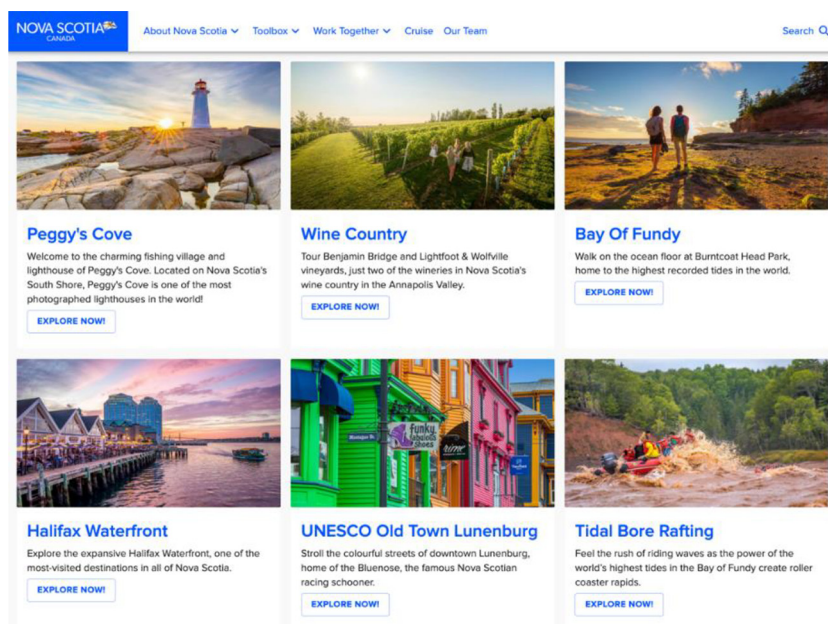 NOVA SCOTIA
CANADA
About Nova Scotia
Toolbox
Work Together
Cruise
Our Team
Search
Peggy's Cove
Welcome to the charming fishing village and
lighthouse of Peggy's Cove. Located on Nova Scotia's
South Shore, Peggy's Cove is one of the most
photographed lighthouses in the world!
EXPLORE NOW!
Wine Country
Tour Benjamin Bridge and Lightfoot & Wolfville
vineyards, just two of the wineries in Nova Scotia's
wine country in the Annapolis Valley.
EXPLORE NOW!
Bay Of Fundy
Walk on the ocean floor at Burntcoat Head Park,
home to the highest recorded tides in the world.
EXPLORE NOW!
Halifax Waterfront
Explore the expansive Halifax Waterfront, one of the
most-visited destinations in all of Nova Scotia.
EXPLORE NOW!
Montague St.
funky
fabulous
shoes
rime
UNESCO Old Town Lunenburg
Stroll the colourful streets of downtown Lunenburg,
home of the Bluenose, the famous Nova Scotian
racing schooner.
EXPLORE NOW!
Tidal Bore Rafting
Feel the rush of riding waves as the power of the
world's highest tides in the Bay of Fundy create roller
coaster rapids.
EXPLORE NOW!